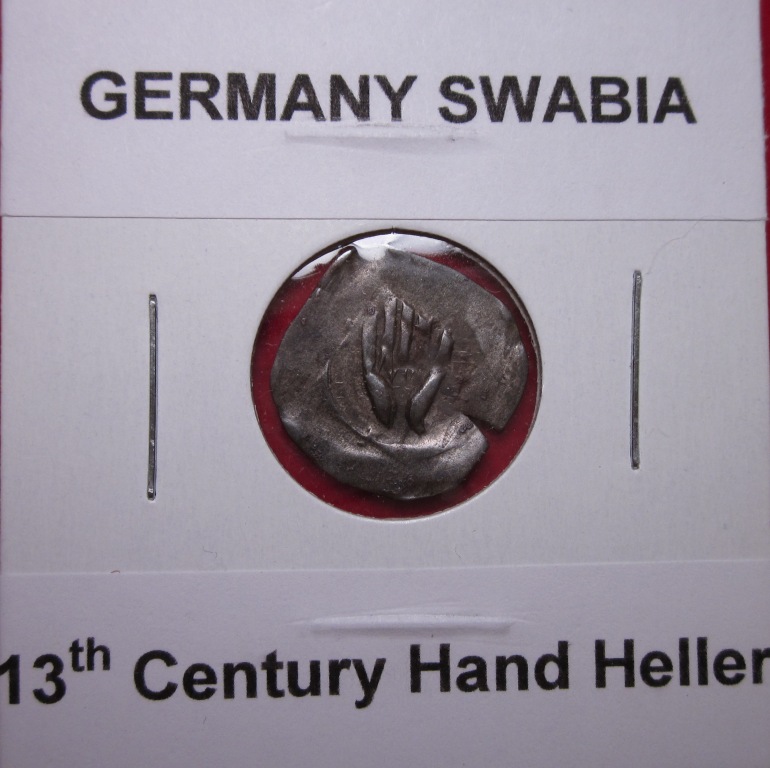 GERMANY SWABIA
13th Century Hand Heller